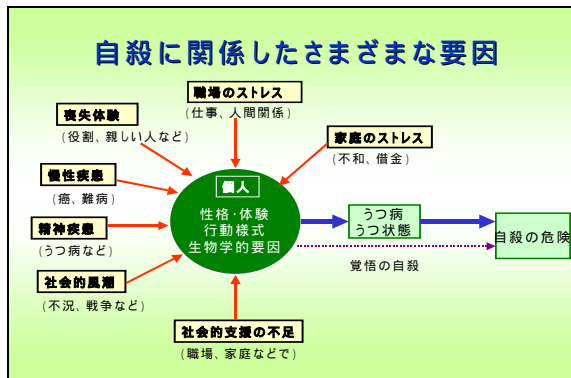 自殺に関係したさまざまな要因
職場のストレス
(仕事、人間関係)
喪失体験
(役割、親しい人など)
家庭のストレス
(不和、借金)
慢性疾患
(癌、難病)
個人
性格・体験
行動様式
生物学的要因
うつ病
うつ状態
自殺の危険
精神疾患
(うつ病など)
覚悟の自殺
社会的風潮
(不況、戦争など)
社会的支援の不足
(職場、家庭などで)